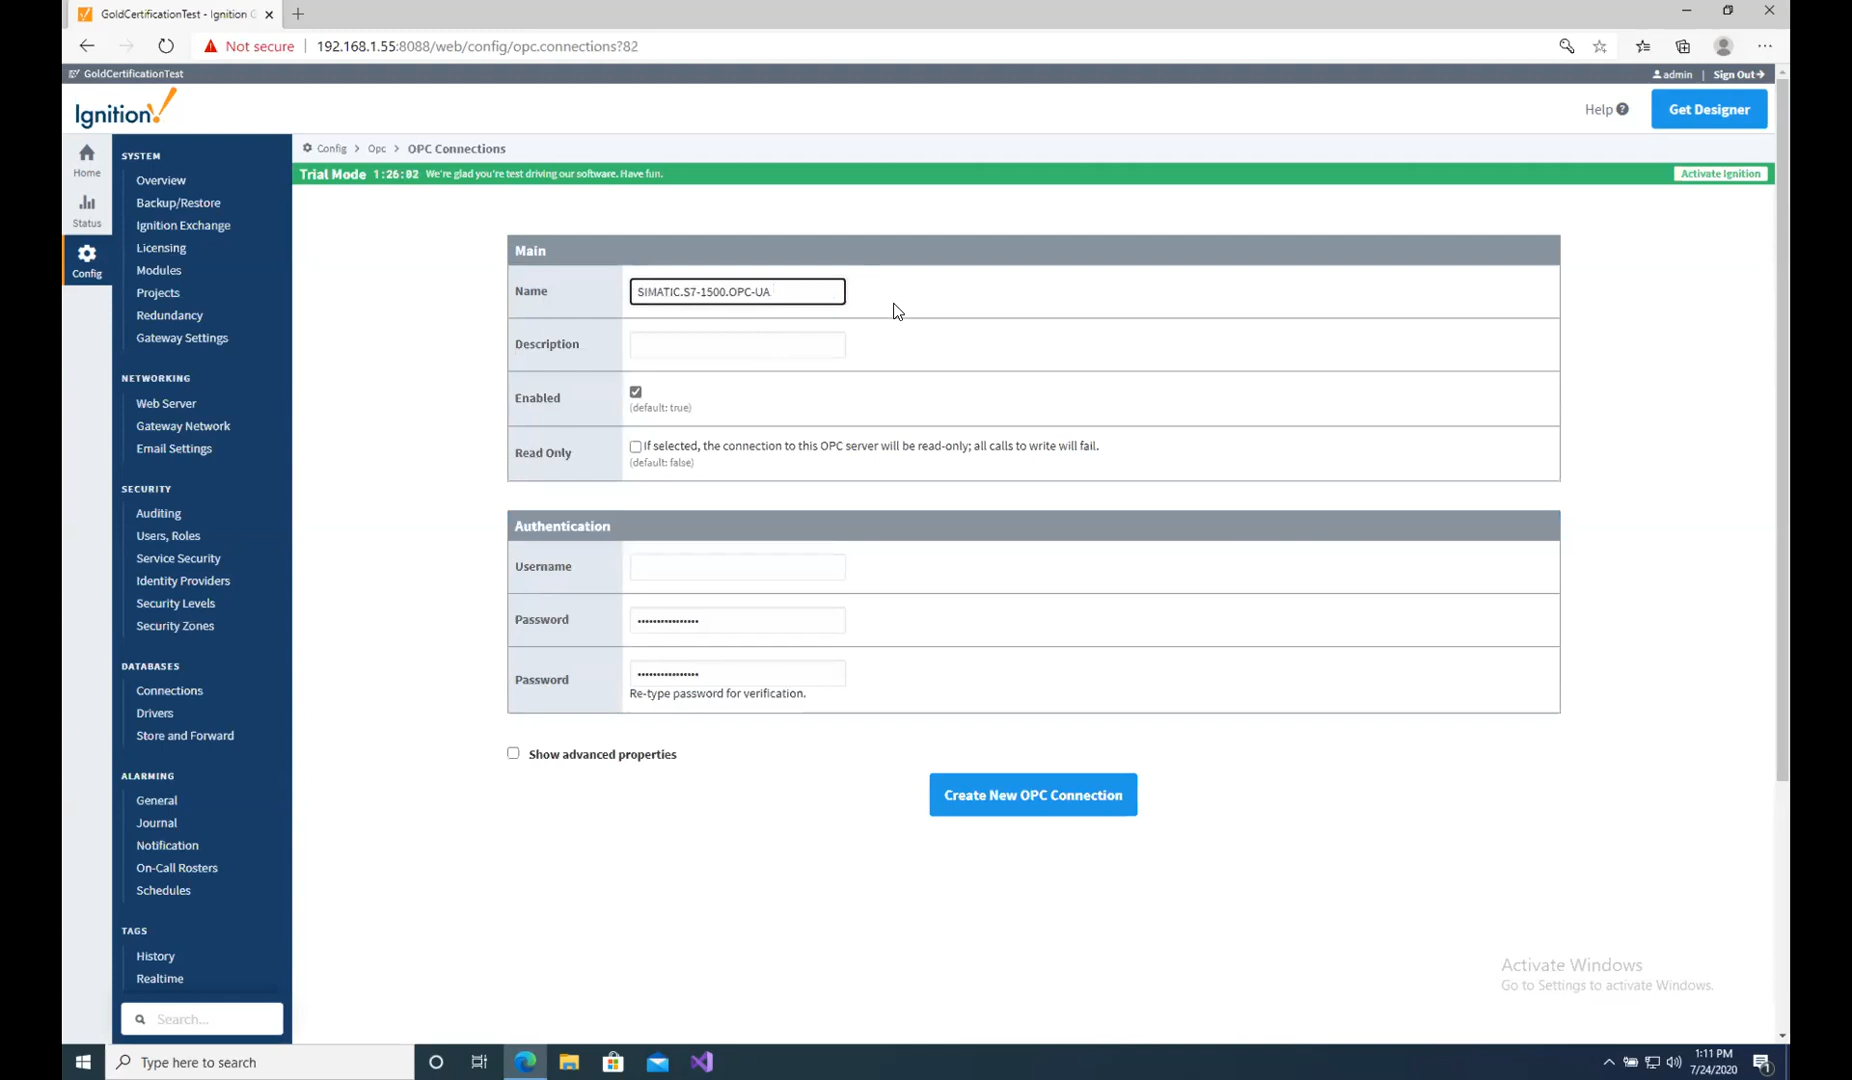 GoldCertificationTest - Ignition G
Not secure 192.168.1.55:8088/web/config/opc.connections?82
GoldCertificationTest
admin | Sign Out
Ignition!
Help
Get Designer
Home
Status
Config
SYSTEM
Overview
Backup/Restore
Ignition Exchange
Licensing
Modules
Projects
Redundancy
Gateway Settings
NETWORKING
Web Server
Gateway Network
Email Settings
SECURITY
Auditing
Users, Roles
Service Security
Identity Providers
Security Levels
Security Zones
DATABASES
Connections
Drivers
Store and Forward
ALARMING
General
Journal
Notification
On-Call Rosters
Schedules
TAGS
History
Realtime
Search...
Config > Opc > OPC Connections
Trial Mode 1:26:02 We're glad you're test driving our software. Have fun.
Activate Ignition
Main
Name SIMATIC.S7-1500.OPC-UA
Description
Enabled
(default: true)
Read Only If selected, the connection to this OPC server will be read-only; all calls to write will fail.
(default: false)
Authentication
Username
Password ••••••••••••••••
Password ••••••••••••••••
Re-type password for verification.
Show advanced properties
Create New OPC Connection
Activate Windows
Go to Settings to activate Windows.
Type here to search
1:11 PM
7/24/2020